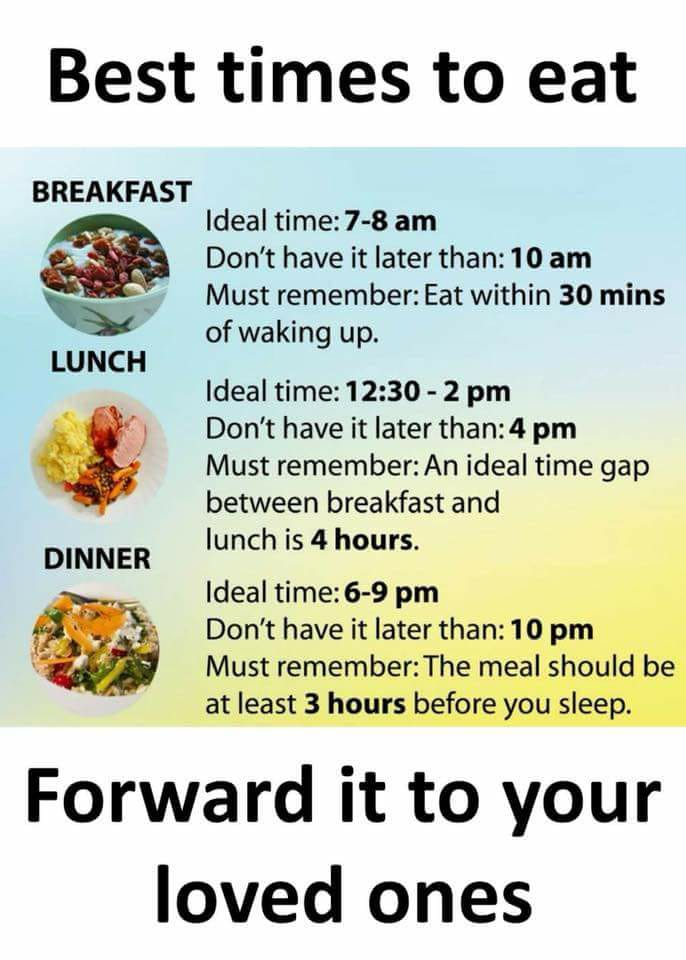 Best times to eat
BREAKFAST
Ideal time: 7-8 am
Don't have it later than: 10 am
Must remember: Eat within 30 mins
of waking up.
LUNCH
Ideal time: 12:30 - 2 pm
Don't have it later than: 4 pm
Must remember: An ideal time gap
between breakfast and
lunch is 4 hours.
DINNER
Ideal time: 6-9 pm
Don't have it later than: 10 pm
Must remember: The meal should be
at least 3 hours before you sleep.
Forward it to your
loved ones